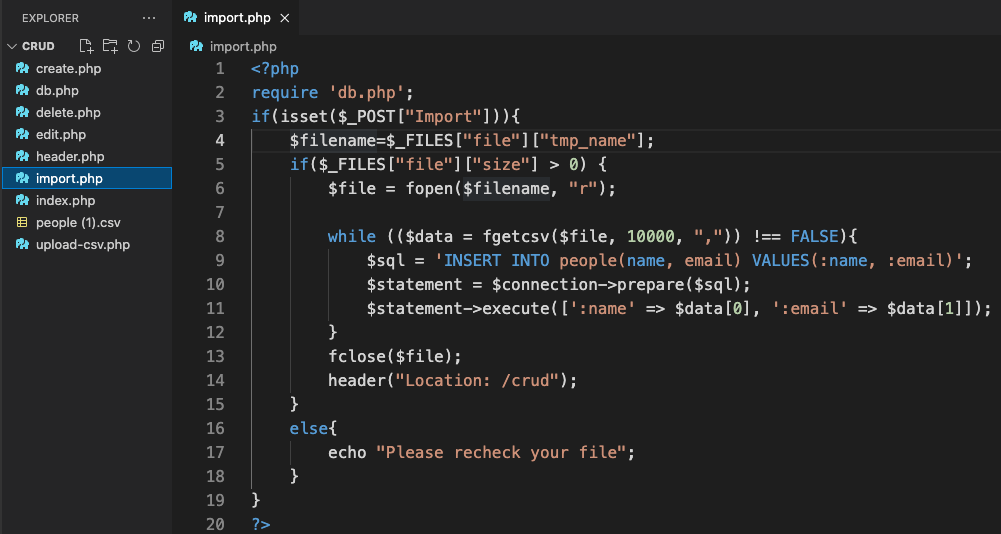 EXPLORER ...
import.php ×
CRUD
import.php
create.php
db.php
delete.php
edit.php
header.php
import.php
index.php
people (1).csv
upload-csv.php
1 <?php
2 require 'db.php';
3 if(isset($_POST["Import"])){
4     $filename=$_FILES["file"]["tmp_name"];
5     if($_FILES["file"]["size"] > 0) {
6         $file = fopen($filename, "r");
7
8         while (($data = fgetcsv($file, 10000, ",")) !== FALSE){
9             $sql = 'INSERT INTO people(name, email) VALUES(:name, :email)';
10             $statement = $connection->prepare($sql);
11             $statement->execute([':name' => $data[0], ':email' => $data[1]]);
12         }
13         fclose($file);
14         header("Location: /crud");
15     }
16     else{
17         echo "Please recheck your file";
18     }
19 }
20 ?>